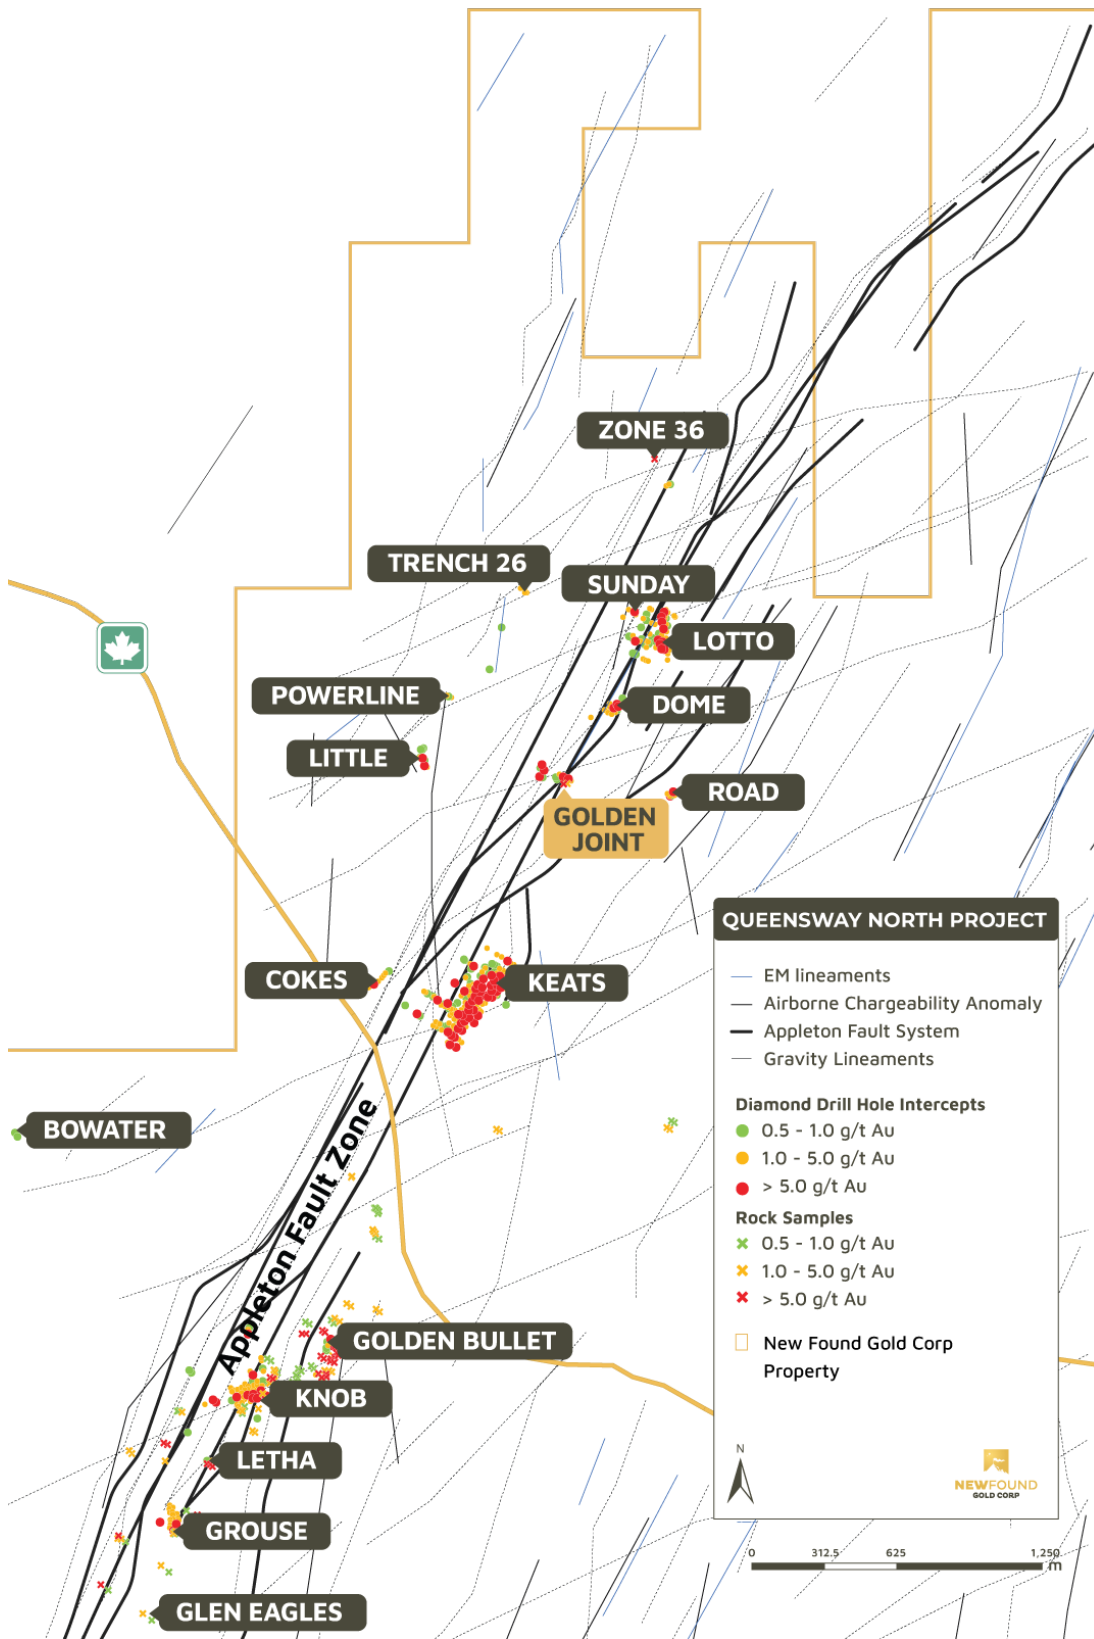 ZONE 36
TRENCH 26
SUNDAY
LOTTO
POWERLINE
DOME
LITTLE
ROAD
GOLDEN
JOINT
COKES
KEATS
BOWATER
Appleton Fault Zone
GOLDEN BULLET
KNOB
LETHA
GROUSE
GLEN EAGLES
QUEENSWAY NORTH PROJECT
EM lineaments
Airborne Chargeability Anomaly
Appleton Fault System
Gravity Lineaments
Diamond Drill Hole Intercepts
0.5 - 1.0 g/t Au
1.0 - 5.0 g/t Au
> 5.0 g/t Au
Rock Samples
0.5 - 1.0 g/t Au
1.0 - 5.0 g/t Au
> 5.0 g/t Au
New Found Gold Corp
Property
N
NEWFOUND
GOLD CORP
0 312.5 625 1,250
m